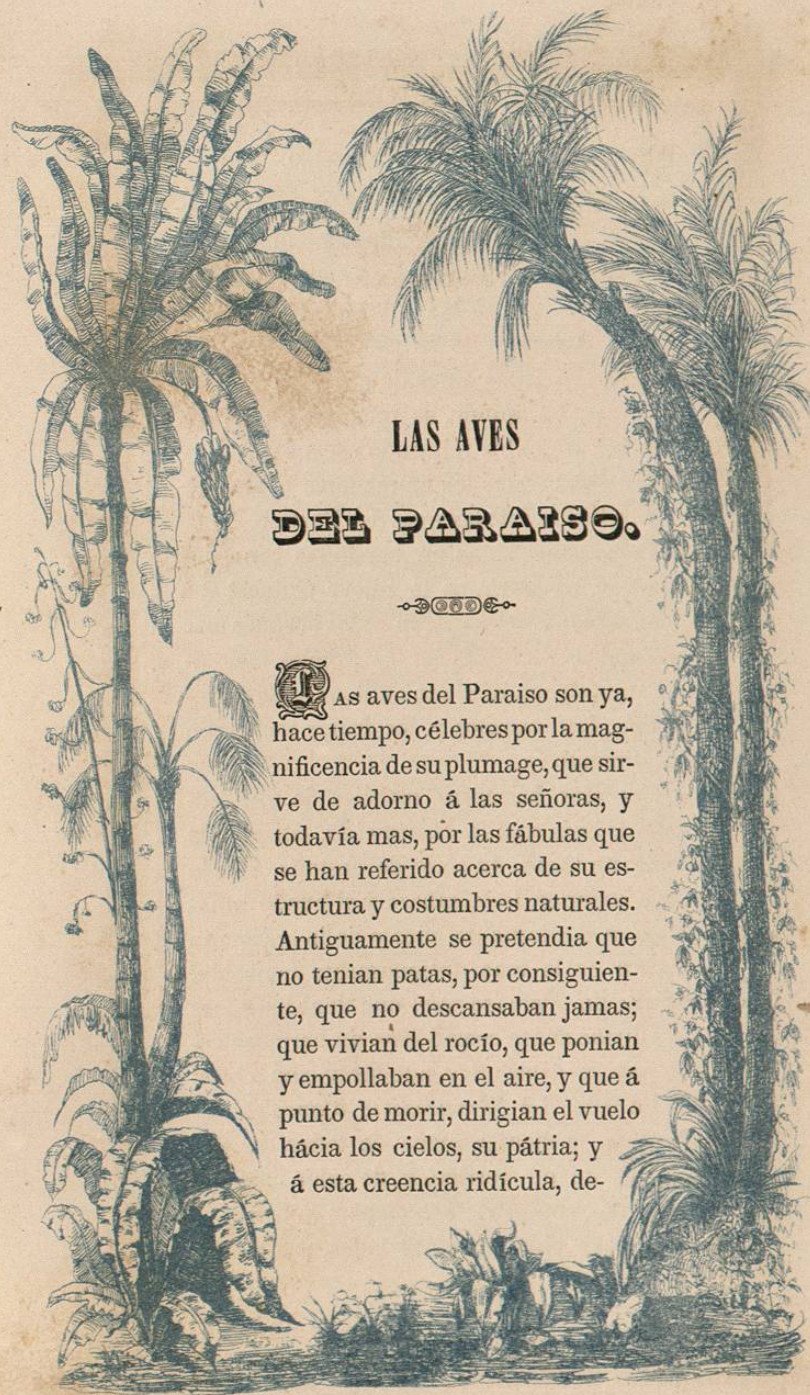 LAS AVES
DEL PARAISO.
LAS aves del Paraiso son ya,
hace tiempo, célebres por la mag-
nificencia de su plumage, que sir-
ve de adorno á las señoras, y
todavía mas, por las fábulas que
se han referido acerca de su es-
tructura y costumbres naturales.
Antiguamente se pretendia que
no tenian patas, por consiguien-
te, que no descansaban jamas;
que vivian del rocío, que ponian
y empollaban en el aire, y que á
punto de morir, dirigian el vuelo
hácia los cielos, su pátria; y
á esta creencia ridícula, de-